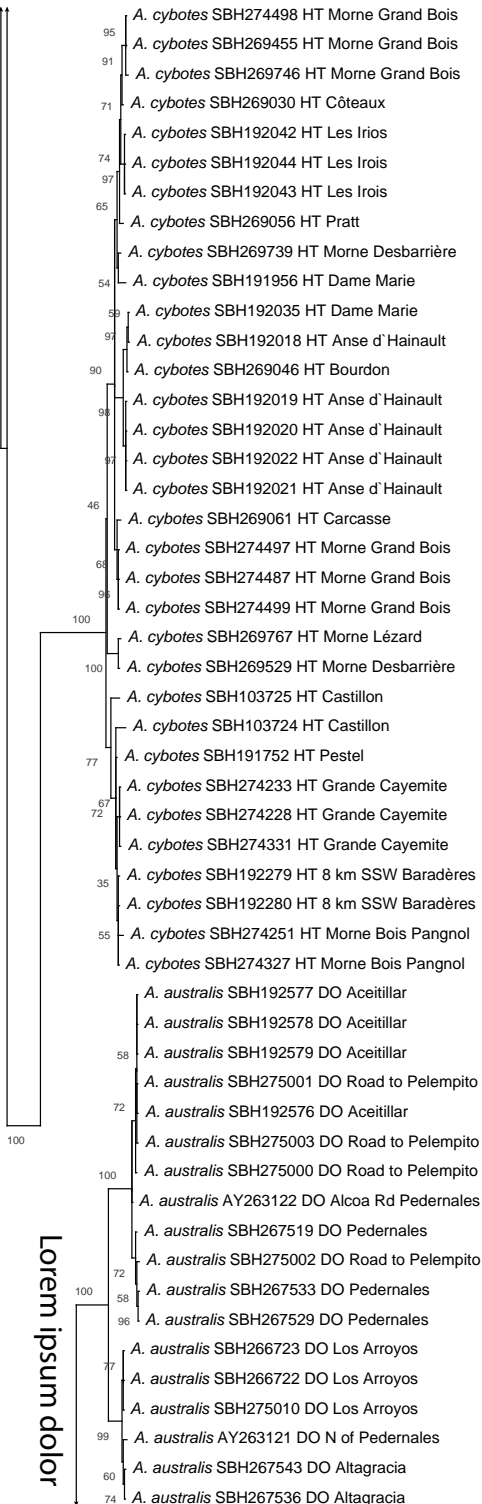 A. cybotes SBH274498 HT Morne Grand Bois
95
A. cybotes SBH269455 HT Morne Grand Bois
91
A. cybotes SBH269746 HT Morne Grand Bois
71
A. cybotes SBH269030 HT Côteaux
A. cybotes SBH192042 HT Les Irios
74
A. cybotes SBH192044 HT Les Irois
97
A. cybotes SBH192043 HT Les Irois
65
A. cybotes SBH269056 HT Pratt
A. cybotes SBH269739 HT Morne Desbarrière
54
A. cybotes SBH191956 HT Dame Marie
59
A. cybotes SBH192035 HT Dame Marie
97
A. cybotes SBH192018 HT Anse d`Hainault
90
A. cybotes SBH269046 HT Bourdon
A. cybotes SBH192019 HT Anse d`Hainault
98
A. cybotes SBH192020 HT Anse d`Hainault
97
A. cybotes SBH192022 HT Anse d`Hainault
A. cybotes SBH192021 HT Anse d`Hainault
46
A. cybotes SBH269061 HT Carcasse
A. cybotes SBH274497 HT Morne Grand Bois
68
A. cybotes SBH274487 HT Morne Grand Bois
96
A. cybotes SBH274499 HT Morne Grand Bois
100
A. cybotes SBH269767 HT Morne Lézard
100
A. cybotes SBH269529 HT Morne Desbarrière
A. cybotes SBH103725 HT Castillon
A. cybotes SBH103724 HT Castillon
77
A. cybotes SBH191752 HT Pestel
A. cybotes SBH274233 HT Grande Cayemite
67
72
A. cybotes SBH274228 HT Grande Cayemite
A. cybotes SBH274331 HT Grande Cayemite
35
A. cybotes SBH192279 HT 8 km SSW Baradères
A. cybotes SBH192280 HT 8 km SSW Baradères
55
A. cybotes SBH274251 HT Morne Bois Pangnol
A. cybotes SBH274327 HT Morne Bois Pangnol
A. australis SBH192577 DO Aceitillar
A. australis SBH192578 DO Aceitillar
58
A. australis SBH192579 DO Aceitillar
A. australis SBH275001 DO Road to Pelempito
72
A. australis SBH192576 DO Aceitillar
100
A. australis SBH275003 DO Road to Pelempito
A. australis SBH275000 DO Road to Pelempito
100
A. australis AY263122 DO Alcoa Rd Pedernales
A. australis SBH267519 DO Pedernales
A. australis SBH275002 DO Road to Pelempito
72
A. australis SBH267533 DO Pedernales
100
58
A. australis SBH267529 DO Pedernales
96
A. australis SBH266723 DO Los Arroyos
77
A. australis SBH266722 DO Los Arroyos
A. australis SBH275010 DO Los Arroyos
99
A. australis AY263121 DO N of Pedernales
A. australis SBH267543 DO Altagracia
60
A. australis SBH267536 DO Altagracia
74
Lorem ipsum dolor